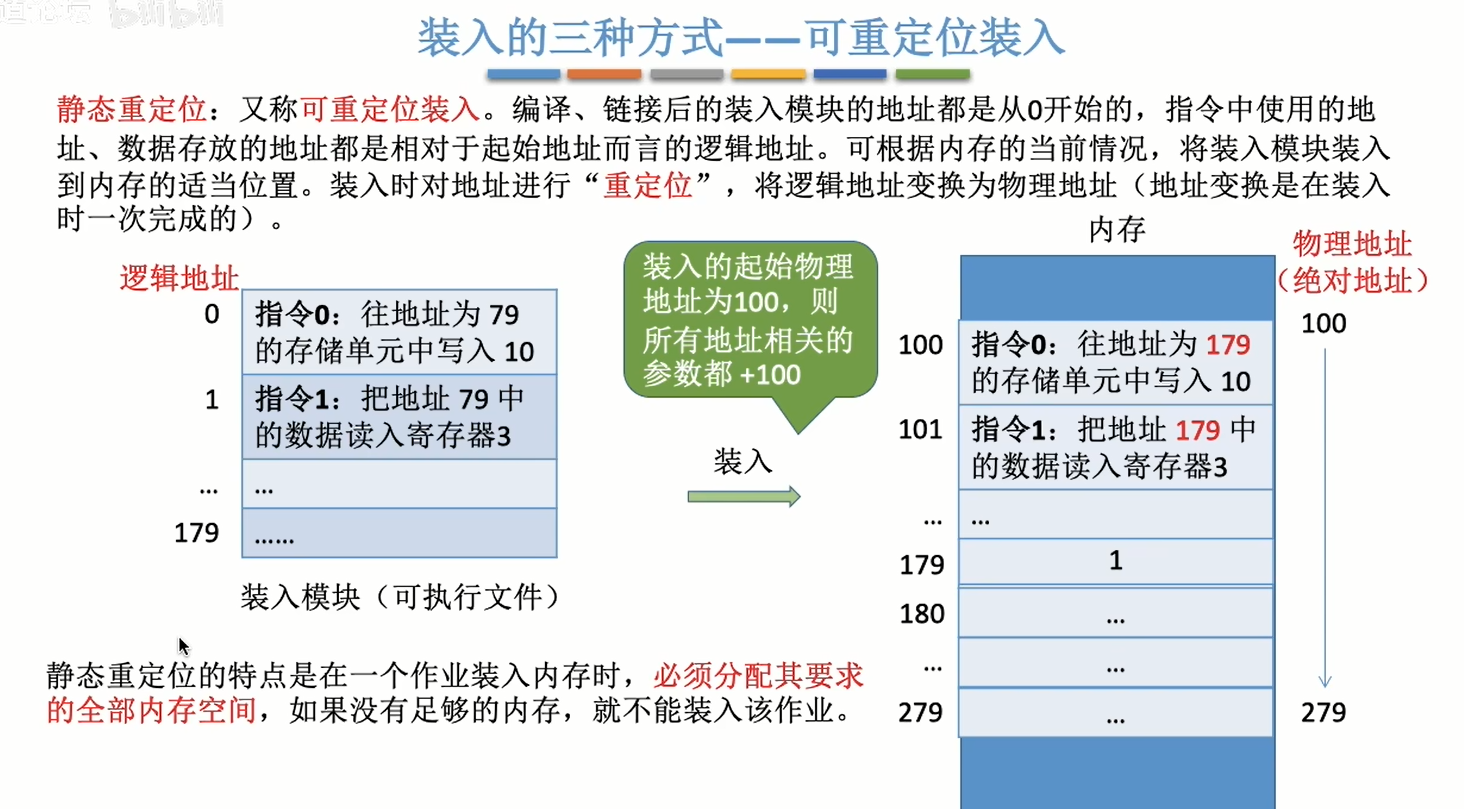 道论坛 bilibili
装入的三种方式——可重定位装入
静态重定位：又称可重定位装入。编译、链接后的装入模块的地址都是从0开始的，指令中使用的地
址、数据存放的地址都是相对于起始地址而言的逻辑地址。可根据内存的当前情况，将装入模块装入
到内存的适当位置。装入时对地址进行“重定位”，将逻辑地址变换为物理地址（地址变换是在装入
时一次完成的）。
逻辑地址
0
指令0：往地址为 79
的存储单元中写入 10
1
指令1：把地址 79 中
的数据读入寄存器3
...
...
179
......
装入模块（可执行文件）
装入的起始物理
地址为100，则
所有地址相关的
参数都 +100
装入
内存
物理地址
（绝对地址）
100
100
指令0：往地址为 179
的存储单元中写入 10
101
指令1：把地址 179 中
的数据读入寄存器3
...
...
179
1
180
...
...
...
279
...
279
静态重定位的特点是在一个作业装入内存时，必须分配其要求
的全部内存空间，如果没有足够的内存，就不能装入该作业。